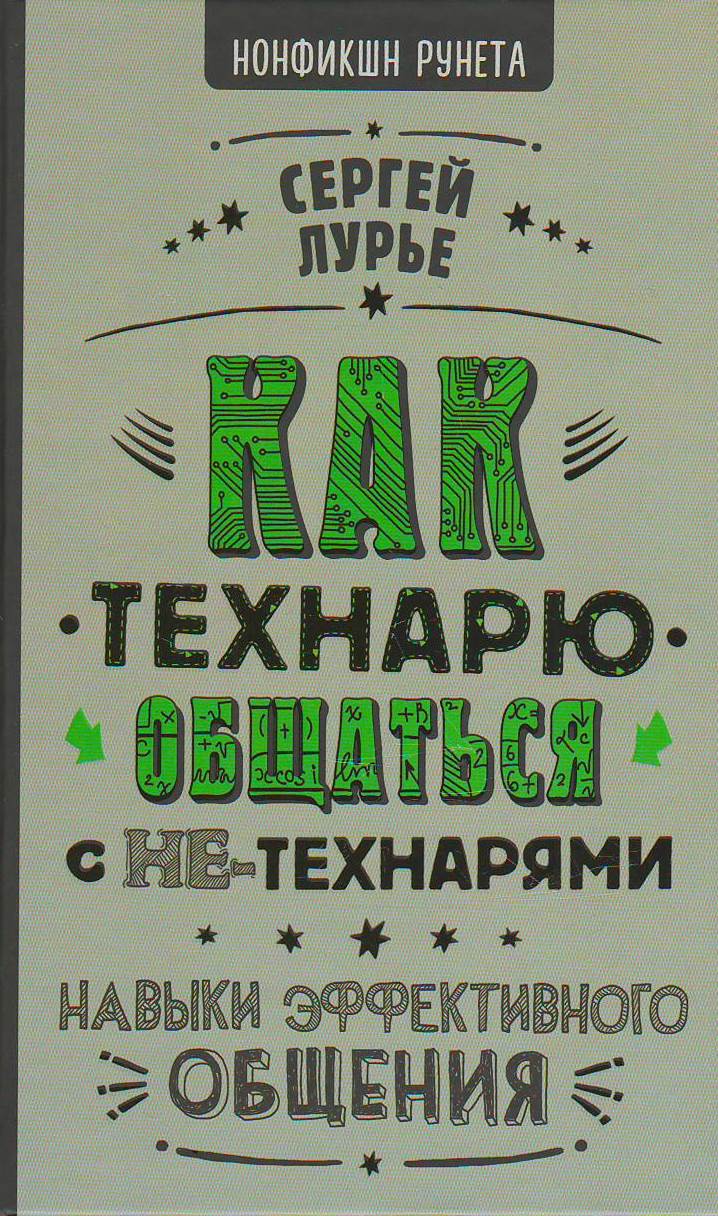 НОНФИКШН РУНЕТА
СЕРГЕЙ
ЛУРЬЕ
КАК
ТЕХНАРЮ
ОБЩАТЬСЯ
С НЕ-ТЕХНАРЯМИ
НАВЫКИ ЭФФЕКТИВНОГО
ОБЩЕНИЯ